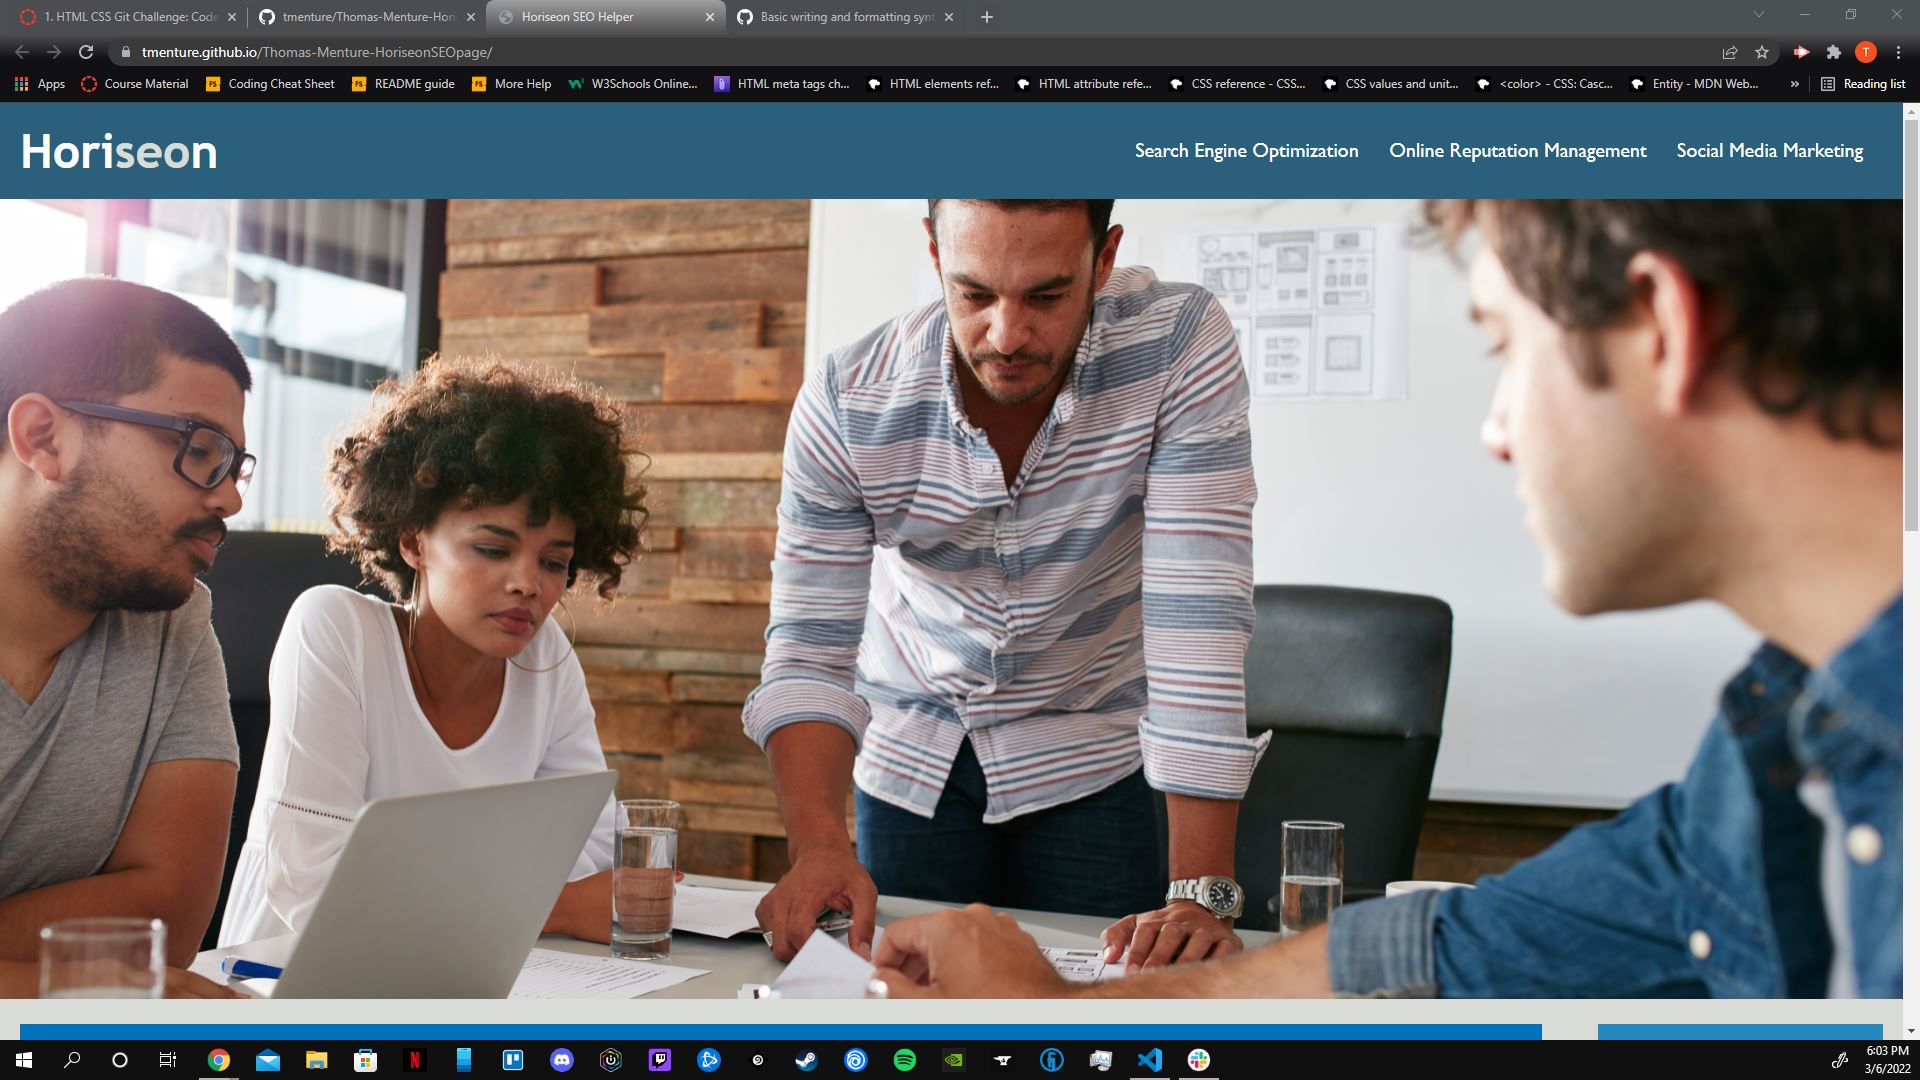 1. HTML CSS Git Challenge: Code
tmenture/Thomas-Menture-Hori
Horiseon SEO Helper
Basic writing and formatting synt
tmenture.github.io/Thomas-Menture-HoriseonSEOpage/
T
Apps
Course Material
Coding Cheat Sheet
README guide
More Help
W3Schools Online...
HTML meta tags ch...
HTML elements ref...
HTML attribute refe...
CSS reference - CSS...
CSS values and unit...
<color> - CSS: Casc...
Entity - MDN Web...
»
Reading list
Horiseon
Search Engine Optimization
Online Reputation Management
Social Media Marketing
6:03 PM
3/6/2022